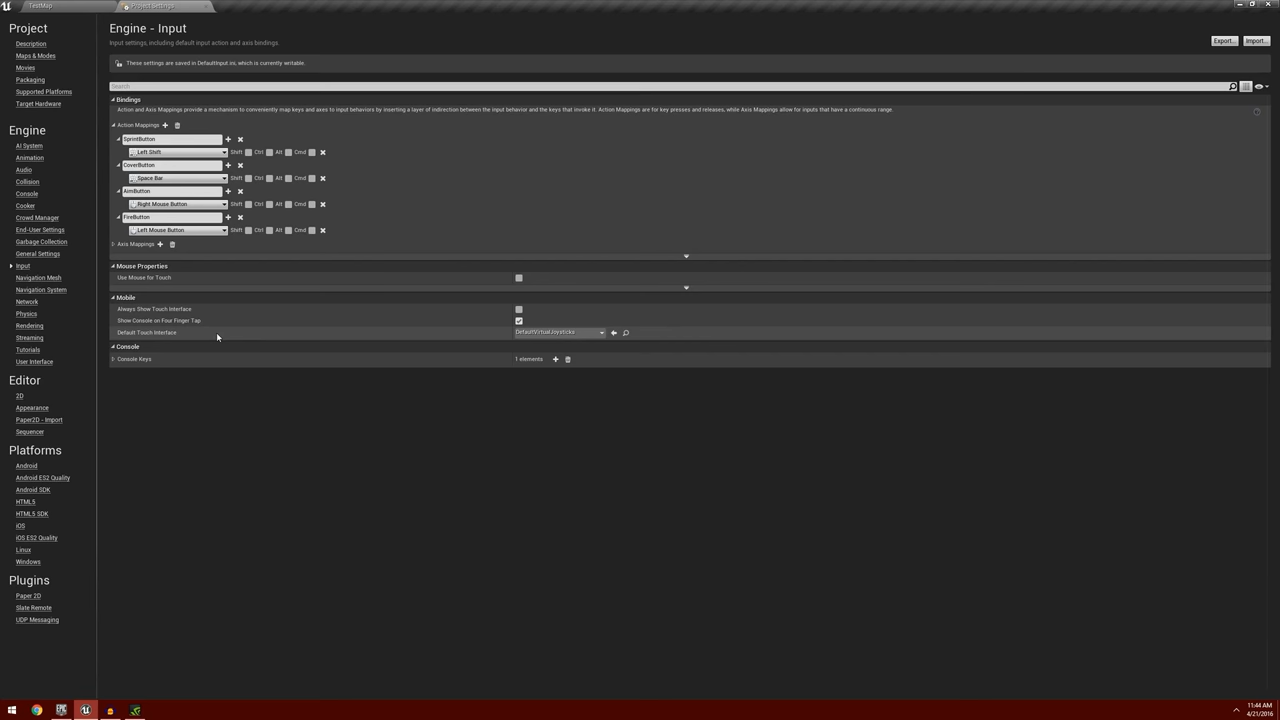 TestMap
Project Settings
Project
Description
Maps & Modes
Movies
Packaging
Supported Platforms
Target Hardware
Engine
AI System
Animation
Audio
Collision
Console
Cooker
Crowd Manager
End-User Settings
Garbage Collection
General Settings
Input
Navigation Mesh
Navigation System
Network
Physics
Rendering
Streaming
Tutorials
User Interface
Editor
2D
Appearance
Paper2D - Import
Sequencer
Platforms
Android
Android ES2 Quality
Android SDK
HTML5
HTML5 SDK
iOS
iOS ES2 Quality
Linux
Windows
Plugins
Paper 2D
Slate Remote
UDP Messaging
Engine - Input
Input settings, including default input action and axis bindings.
Export... Import...
These settings are saved in DefaultInput.ini, which is currently writable.
Search
Bindings
Action and Axis Mappings provide a mechanism to conveniently map keys and axes to input behaviors by inserting a layer of indirection between the input behavior and the keys that invoke it. Action Mappings are for key presses and releases, while Axis Mappings allow for inputs that have a continuous range.
Action Mappings
SprintButton
Left Shift Shift Ctrl Alt Cmd
CoverButton
Space Bar Shift Ctrl Alt Cmd
AimButton
Right Mouse Button Shift Ctrl Alt Cmd
FireButton
Left Mouse Button Shift Ctrl Alt Cmd
Axis Mappings
Mouse Properties
Use Mouse for Touch
Mobile
Always Show Touch Interface
Show Console on Four Finger Tap
Default Touch Interface DefaultVirtualJoysticks
Console
Console Keys 1 elements
EPIC
11:44 AM
4/21/2016